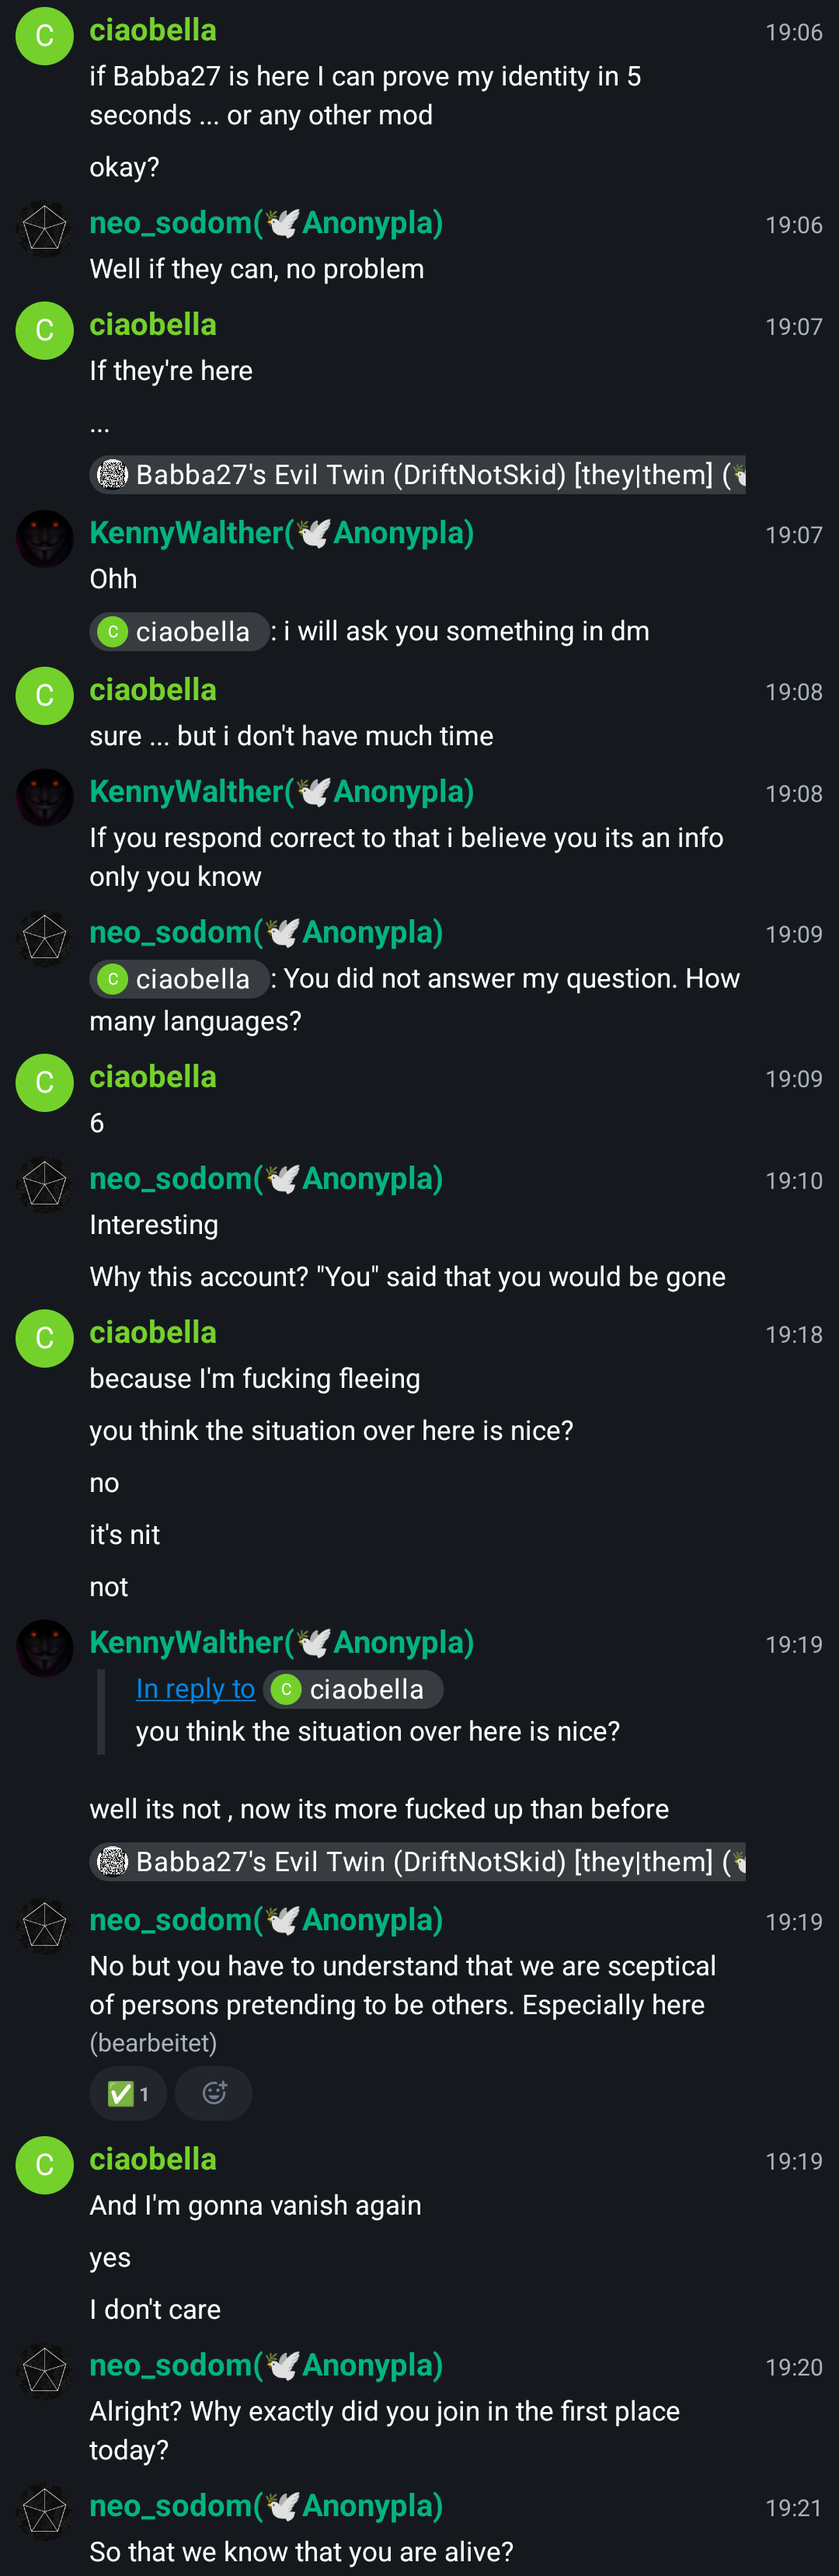 C ciaobella 19:06
if Babba27 is here I can prove my identity in 5
seconds ... or any other mod
okay?
neo_sodom(🕊Anonypla) 19:06
Well if they can, no problem
C ciaobella 19:07
If they're here
...
Babba27's Evil Twin (DriftNotSkid) [they|them] (🕊
KennyWalther(🕊Anonypla) 19:07
Ohh
C ciaobella : i will ask you something in dm
C ciaobella 19:08
sure ... but i don't have much time
KennyWalther(🕊Anonypla) 19:08
If you respond correct to that i believe you its an info
only you know
neo_sodom(🕊Anonypla) 19:09
C ciaobella : You did not answer my question. How
many languages?
C ciaobella 19:09
6
neo_sodom(🕊Anonypla) 19:10
Interesting
Why this account? "You" said that you would be gone
C ciaobella 19:18
because I'm fucking fleeing
you think the situation over here is nice?
no
it's nit
not
KennyWalther(🕊Anonypla) 19:19
In reply to C ciaobella
you think the situation over here is nice?
well its not , now its more fucked up than before
Babba27's Evil Twin (DriftNotSkid) [they|them] (🕊
neo_sodom(🕊Anonypla) 19:19
No but you have to understand that we are sceptical
of persons pretending to be others. Especially here
(bearbeitet)
✅ 1
C ciaobella 19:19
And I'm gonna vanish again
yes
I don't care
neo_sodom(🕊Anonypla) 19:20
Alright? Why exactly did you join in the first place
today?
neo_sodom(🕊Anonypla) 19:21
So that we know that you are alive?